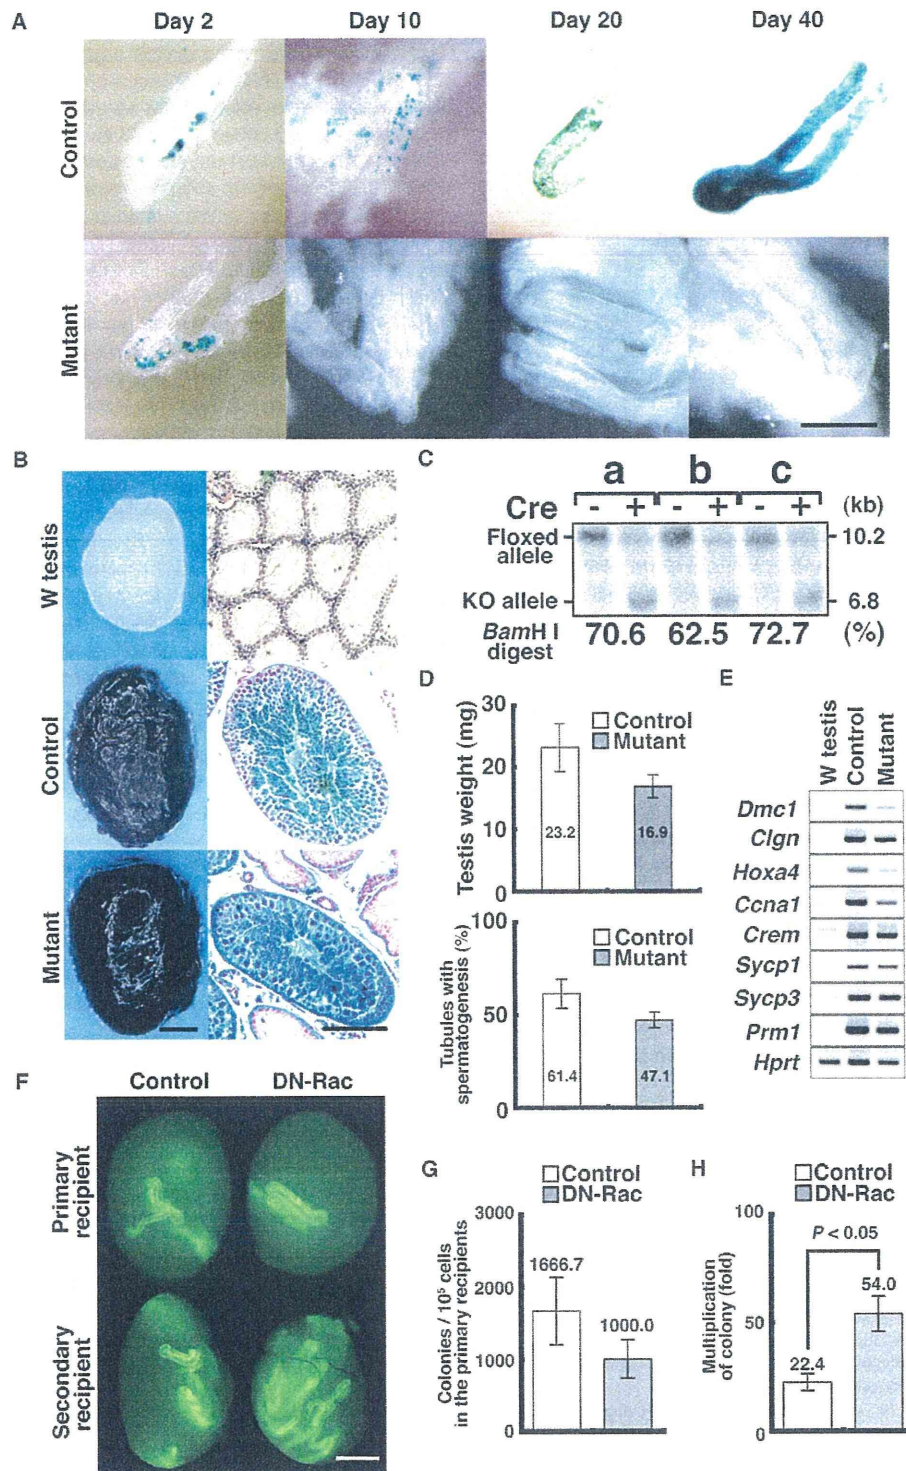 A
Day 2 Day 10 Day 20 Day 40
Control
Mutant
B
W testis
Control
Mutant
C
a b c
Cre - + - + - + (kb)
Floxed allele 10.2
KO allele 6.8
BamH I digest 70.6 62.5 72.7 (%)
D
Testis weight (mg)
30
20
10
0
Control
Mutant
23.2 16.9
Tubules with spermatogenesis (%)
100
50
0
Control
Mutant
61.4 47.1
E
W testis Control Mutant
Dmc1
Clgn
Hoxa4
Ccna1
Crem
Sycp1
Sycp3
Prm1
Hprt
F
Control DN-Rac
Primary recipient
Secondary recipient
G
Control
DN-Rac
Colonies / 10⁵ cells in the primary recipients
3000
2000
1000
0
1666.7
1000.0
H
Control
DN-Rac
Multiplication of colony (fold)
100
50
0
P < 0.05
22.4
54.0